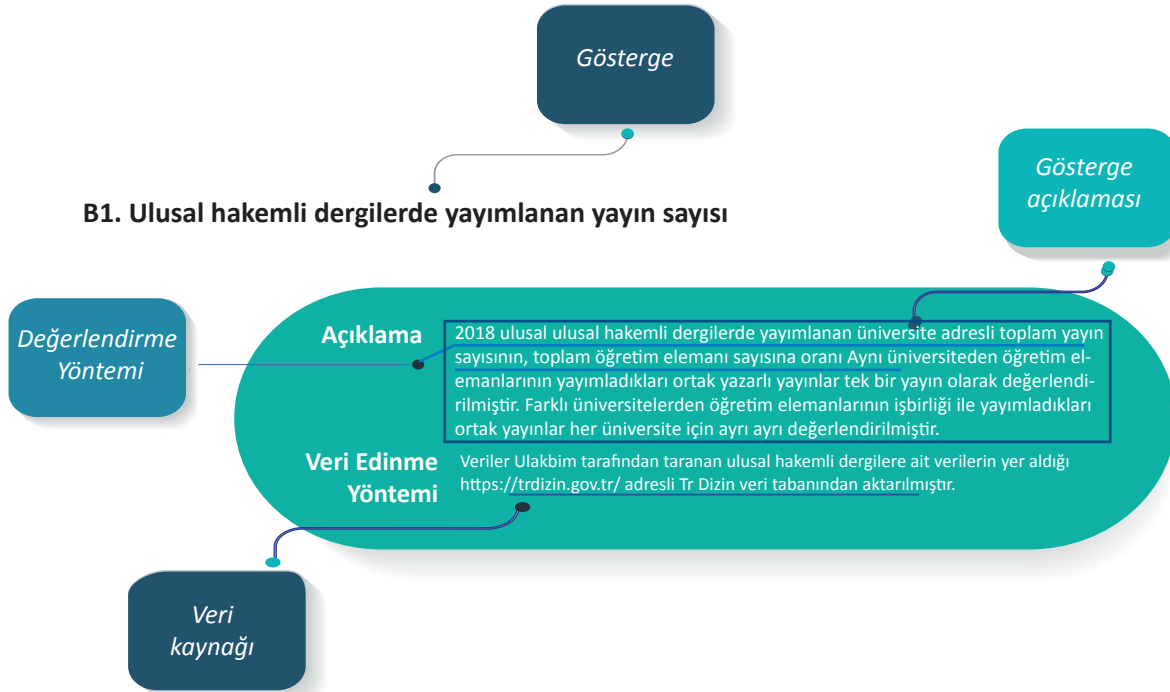 Gösterge
Gösterge
açıklaması
B1. Ulusal hakemli dergilerde yayımlanan yayın sayısı
Değerlendirme
Yöntemi
Açıklama
2018 ulusal ulusal hakemli dergilerde yayımlanan üniversite adresli toplam yayın
sayısının, toplam öğretim elemanı sayısına oranı Aynı üniversiteden öğretim el-
emanlarının yayımladıkları ortak yazarlı yayınlar tek bir yayın olarak değerlendi-
rilmiştir. Farklı üniversitelerden öğretim elemanlarının işbirliği ile yayımladıkları
ortak yayınlar her üniversite için ayrı ayrı değerlendirilmiştir.
Veri Edinme
Yöntemi
Veriler Ulakbim tarafından taranan ulusal hakemli dergilere ait verilerin yer aldığı
https://trdizin.gov.tr/ adresli Tr Dizin veri tabanından aktarılmıştır.
Veri
kaynağı